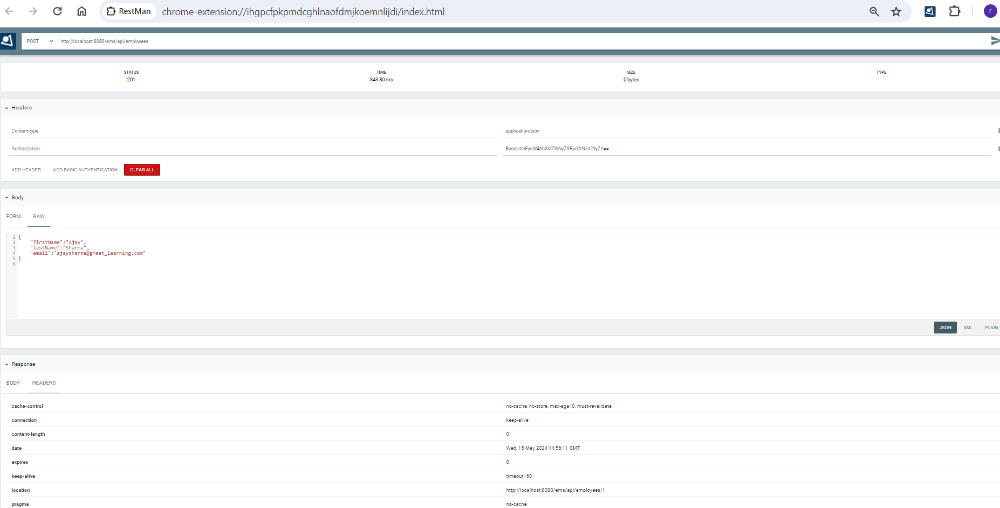 RestMan chrome-extension://ihgpcfpkpmdcghlnaofdmjkoemnlijdi/index.html r
POST http://localhost:8080/ems/api/employees
STATUS TIME SIZE TYPE
201 343.80 ms 0 bytes
Headers
Content-type application/json
Authorization Basic dmFydW46bXlzZWNyZXRwYXNzd29yZA==
ADD HEADER ADD BASIC AUTHENTICATION CLEAR ALL
Body
FORM RAW
1 {
2 "firstName":"Ajay",
3 "lastName":"Sharma",
4 "email":"ajaysharma@great_learning.com"
5 }
6
JSON XML PLAIN
Response
BODY HEADERS
cache-control no-cache, no-store, max-age=0, must-revalidate
connection keep-alive
content-length 0
date Wed, 15 May 2024 14:56:11 GMT
expires 0
keep-alive timeout=60
location http://localhost:8080/ems/api/employees/1
pragma no-cache